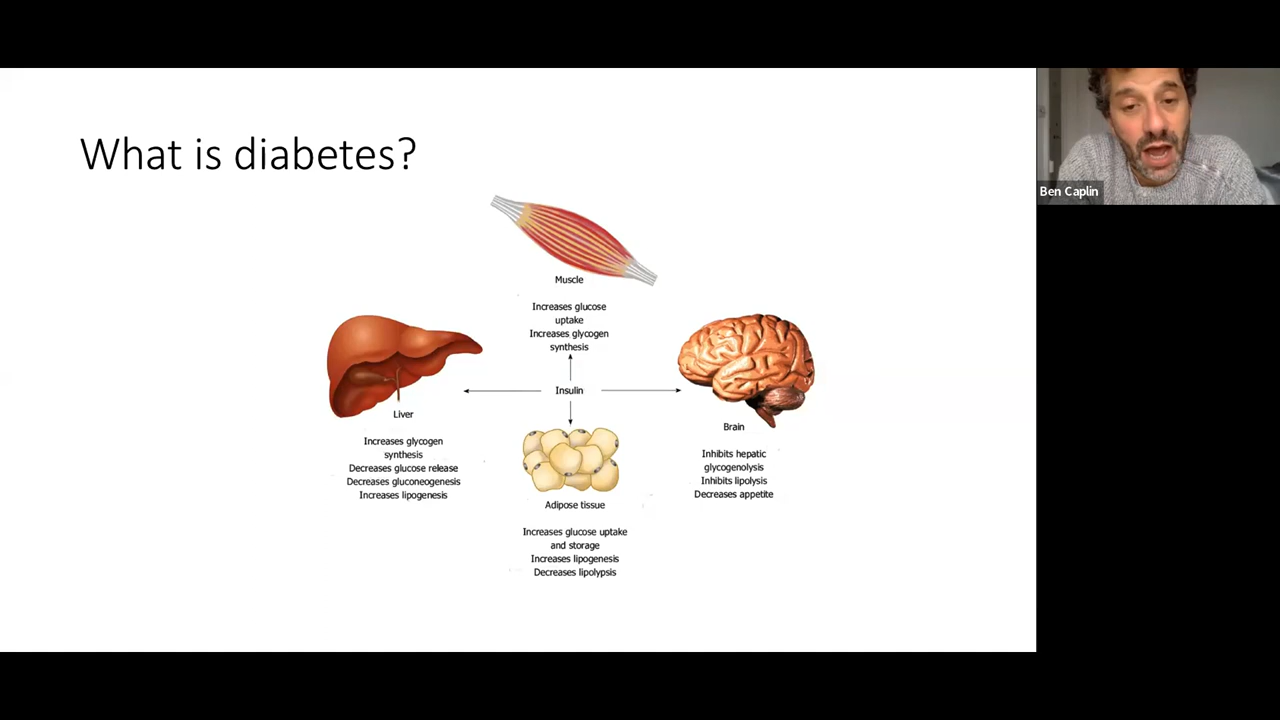 What is diabetes?
Ben Caplin
Muscle
Increases glucose
uptake
Increases glycogen
synthesis
Insulin
Liver
Increases glycogen
synthesis
Decreases glucose release
Decreases gluconeogenesis
Increases lipogenesis
Brain
Inhibits hepatic
glycogenolysis
Inhibits lipolysis
Decreases appetite
Adipose tissue
Increases glucose uptake
and storage
Increases lipogenesis
Decreases lipolypsis